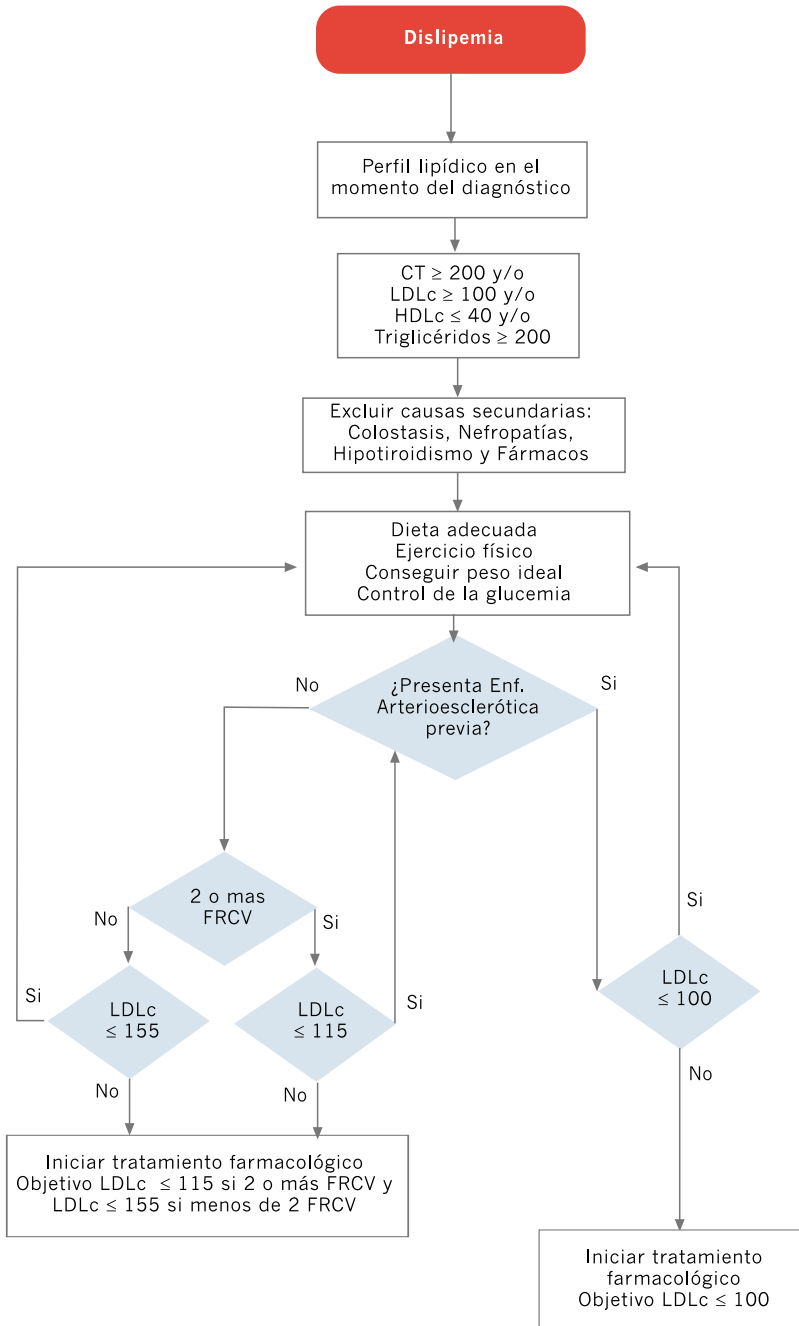 Dislipemia
Perfil lipídico en el
momento del diagnóstico
CT ≥ 200 y/o
LDLc ≥ 100 y/o
HDLc ≤ 40 y/o
Triglicéridos ≥ 200
Excluir causas secundarias:
Colostasis, Nefropatías,
Hipotiroidismo y Fármacos
Dieta adecuada
Ejercicio físico
Conseguir peso ideal
Control de la glucemia
No
¿Presenta Enf.
Arterioesclerótica
previa?
Si
2 o mas
FRCV
No
Si
Si
LDLc
≤ 155
LDLc
≤ 115
Si
Si
LDLc
≤ 100
No
No
No
Iniciar tratamiento farmacológico
Objetivo LDLc ≤ 115 si 2 o más FRCV y
LDLc ≤ 155 si menos de 2 FRCV
Iniciar tratamiento
farmacológico
Objetivo LDLc ≤ 100